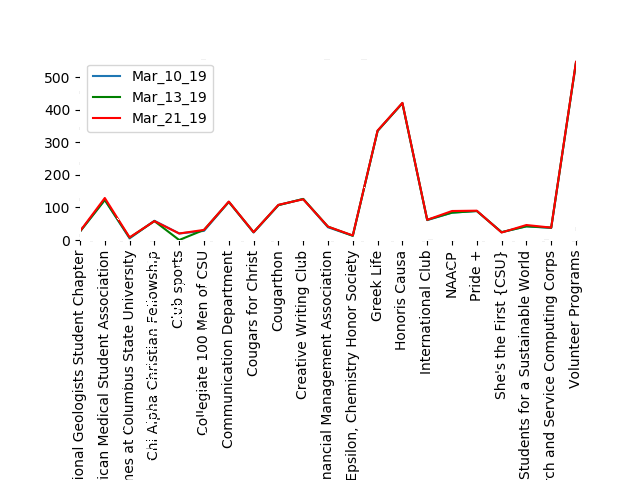 500
400
300
200
100
0
Mar_10_19
Mar_13_19
Mar_21_19
ional Geologists Student Chapter
ican Medical Student Association
nes at Columbus State University
Chi Alpha Christian Fellowship
Club sports
Collegiate 100 Men of CSU
Communication Department
Cougars for Christ
Cougarthon
Creative Writing Club
nancial Management Association
Epsilon, Chemistry Honor Society
Greek Life
Honoris Causa
International Club
NAACP
Pride +
She's the First {CSU}
Students for a Sustainable World
rch and Service Computing Corps
Volunteer Programs